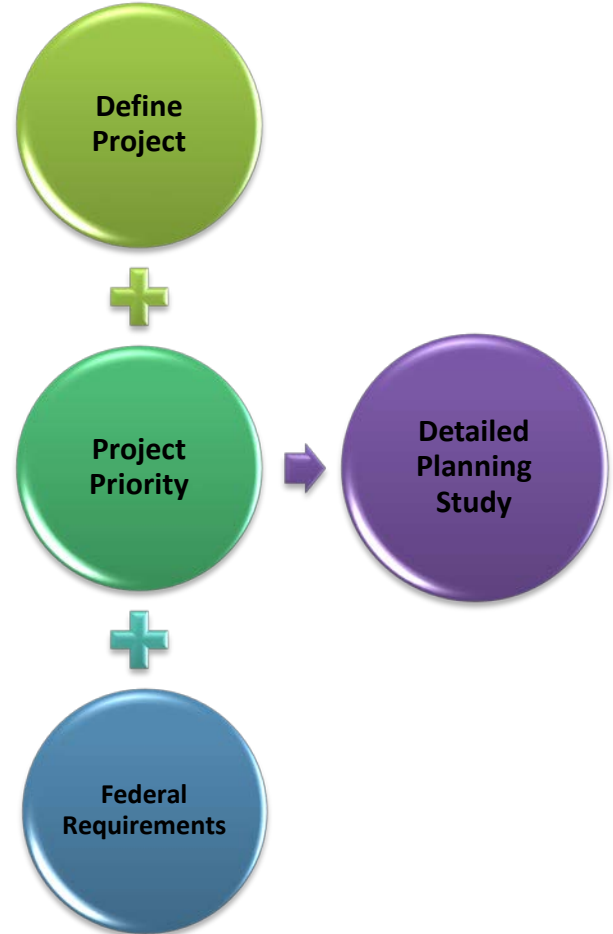 Define
Project
Project
Priority
Detailed
Planning
Study
Federal
Requirements